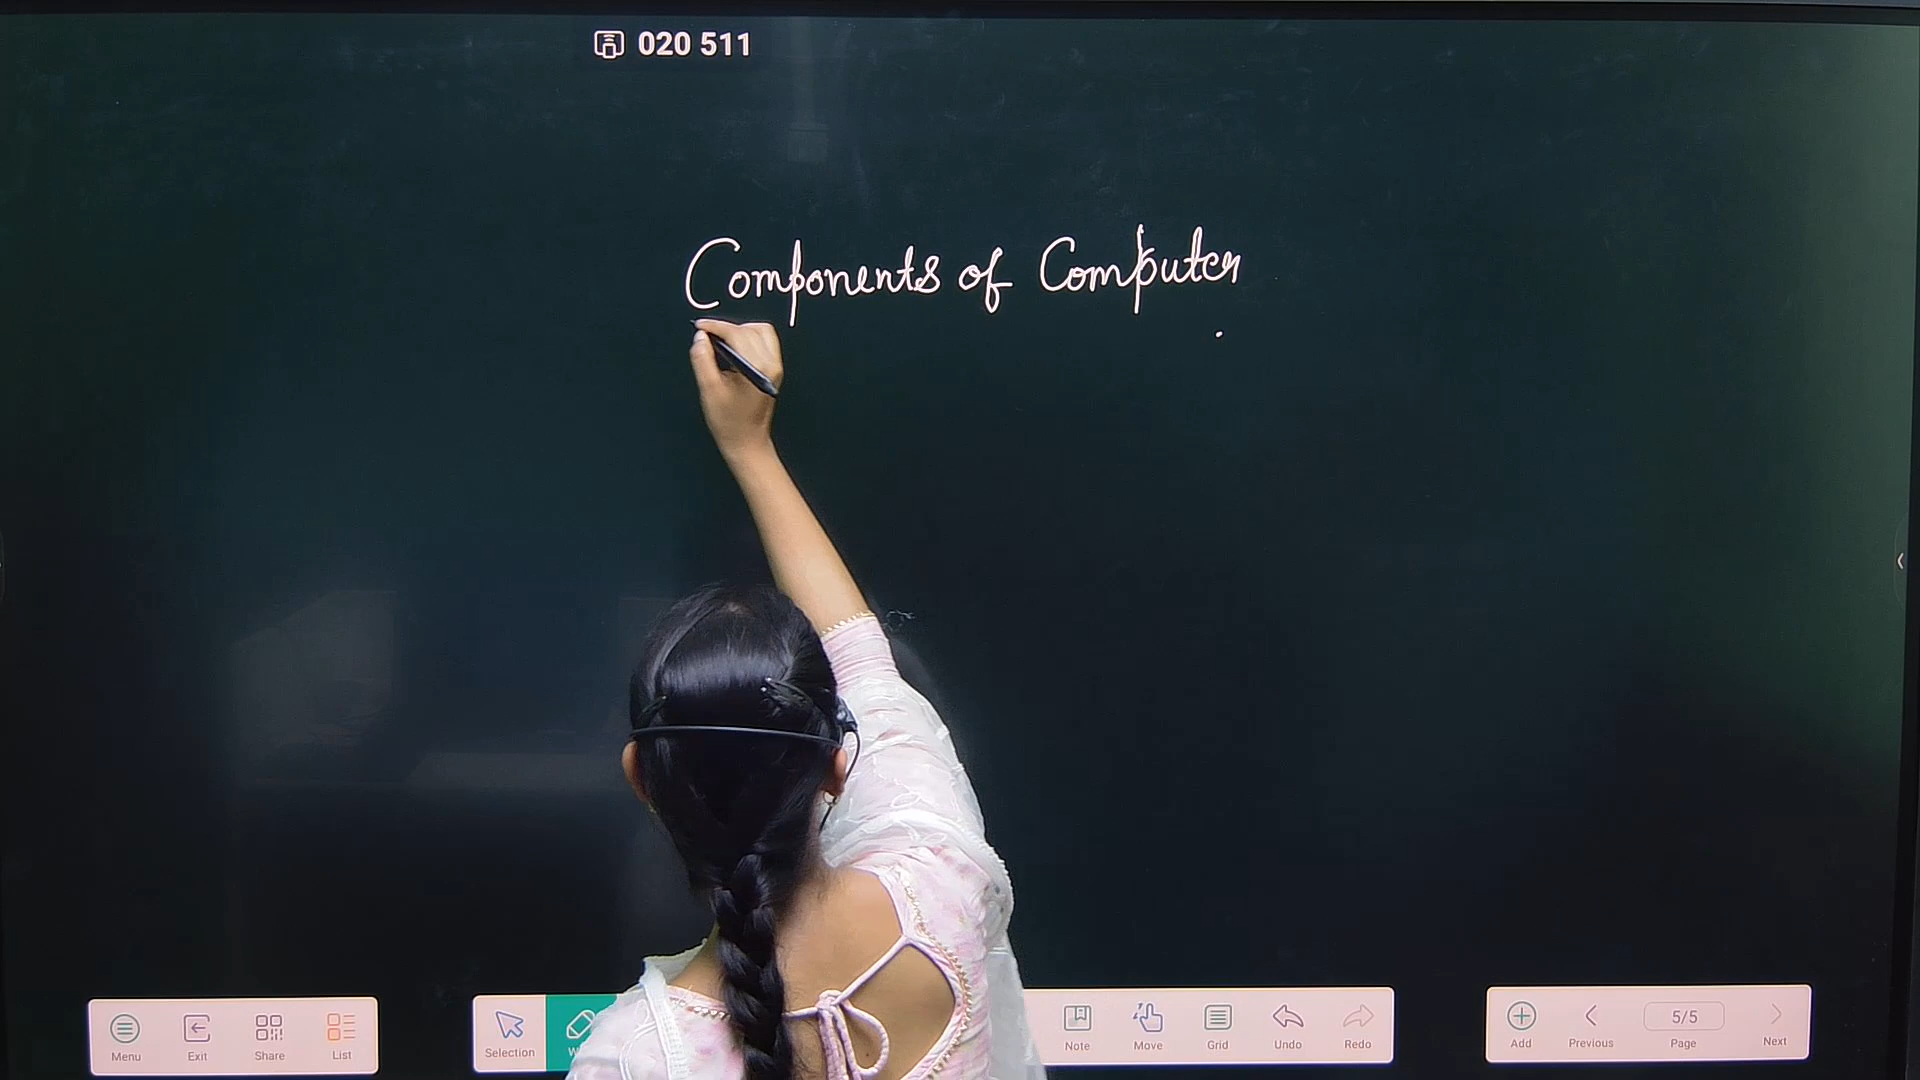 020 511
Components of Computer
Menu Exit Share List Selection Note Move Grid Undo Redo Add Previous 5/5 Page Next